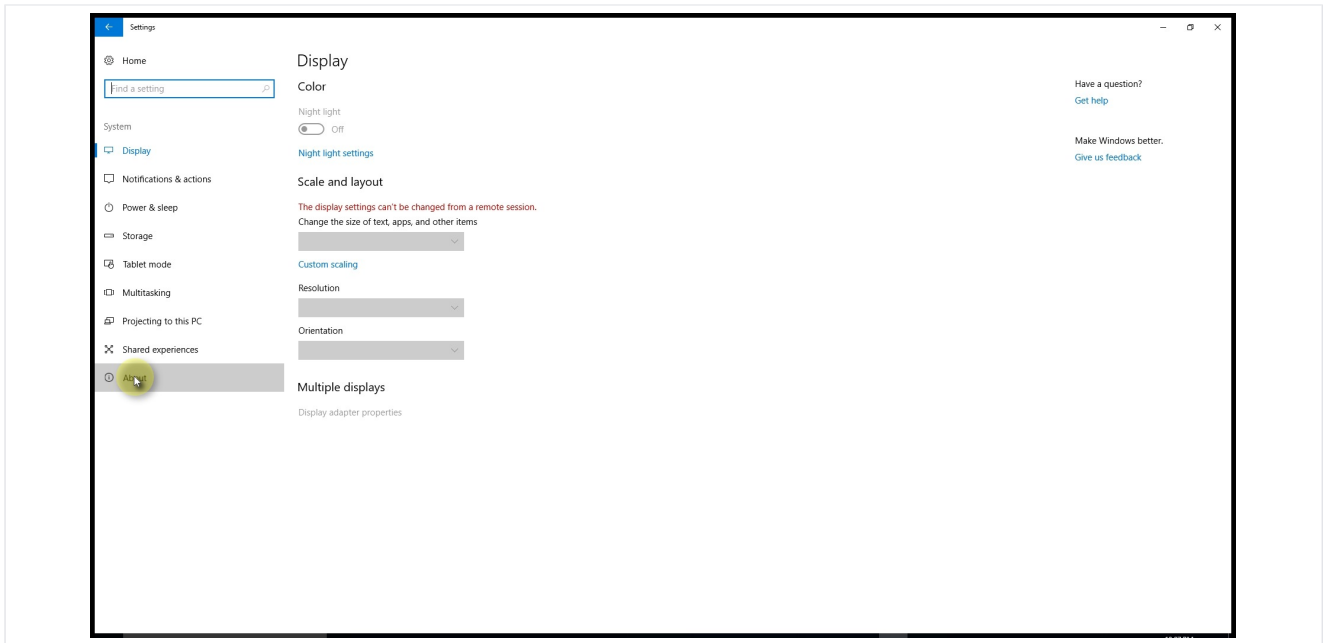 Settings
Home
Find a setting
System
Display
Notifications & actions
Power & sleep
Storage
Tablet mode
Multitasking
Projecting to this PC
Shared experiences
About
Display
Color
Night light
Off
Night light settings
Scale and layout
The display settings can't be changed from a remote session.
Change the size of text, apps, and other items
Custom scaling
Resolution
Orientation
Multiple displays
Display adapter properties
Have a question?
Get help
Make Windows better.
Give us feedback